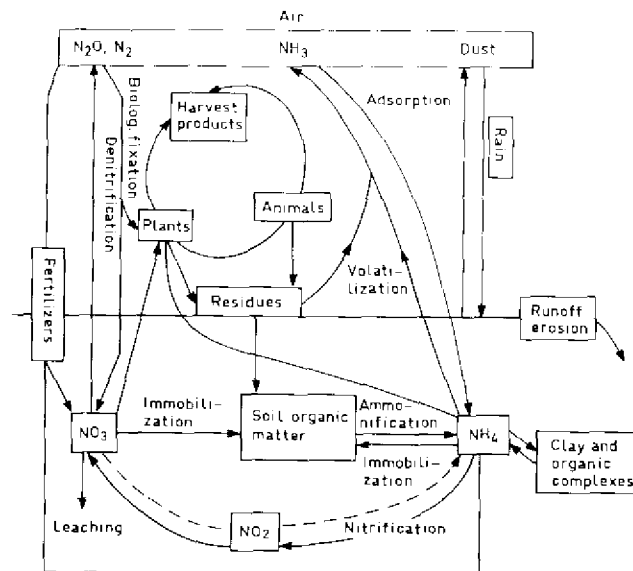 Air
N₂O, N₂ NH₃ Dust
Biolog. fixation
Denitrification
Harvest
products
Adsorption
Rain
Animals
Plants
Fertilizers
Volati-
lization
Residues
Runoff
erosion
Immobili-
zation
Soil organic
matter
Ammo-
nification
NO₃
NH₄
Immobili-
zation
Clay and
organic
complexes
Leaching
NO₂
Nitrification